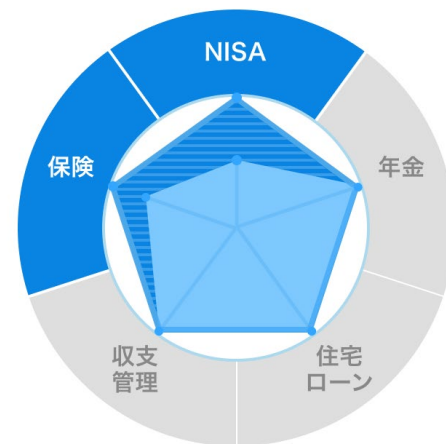 NISA
保険
年金
収支
管理
住宅
ローン